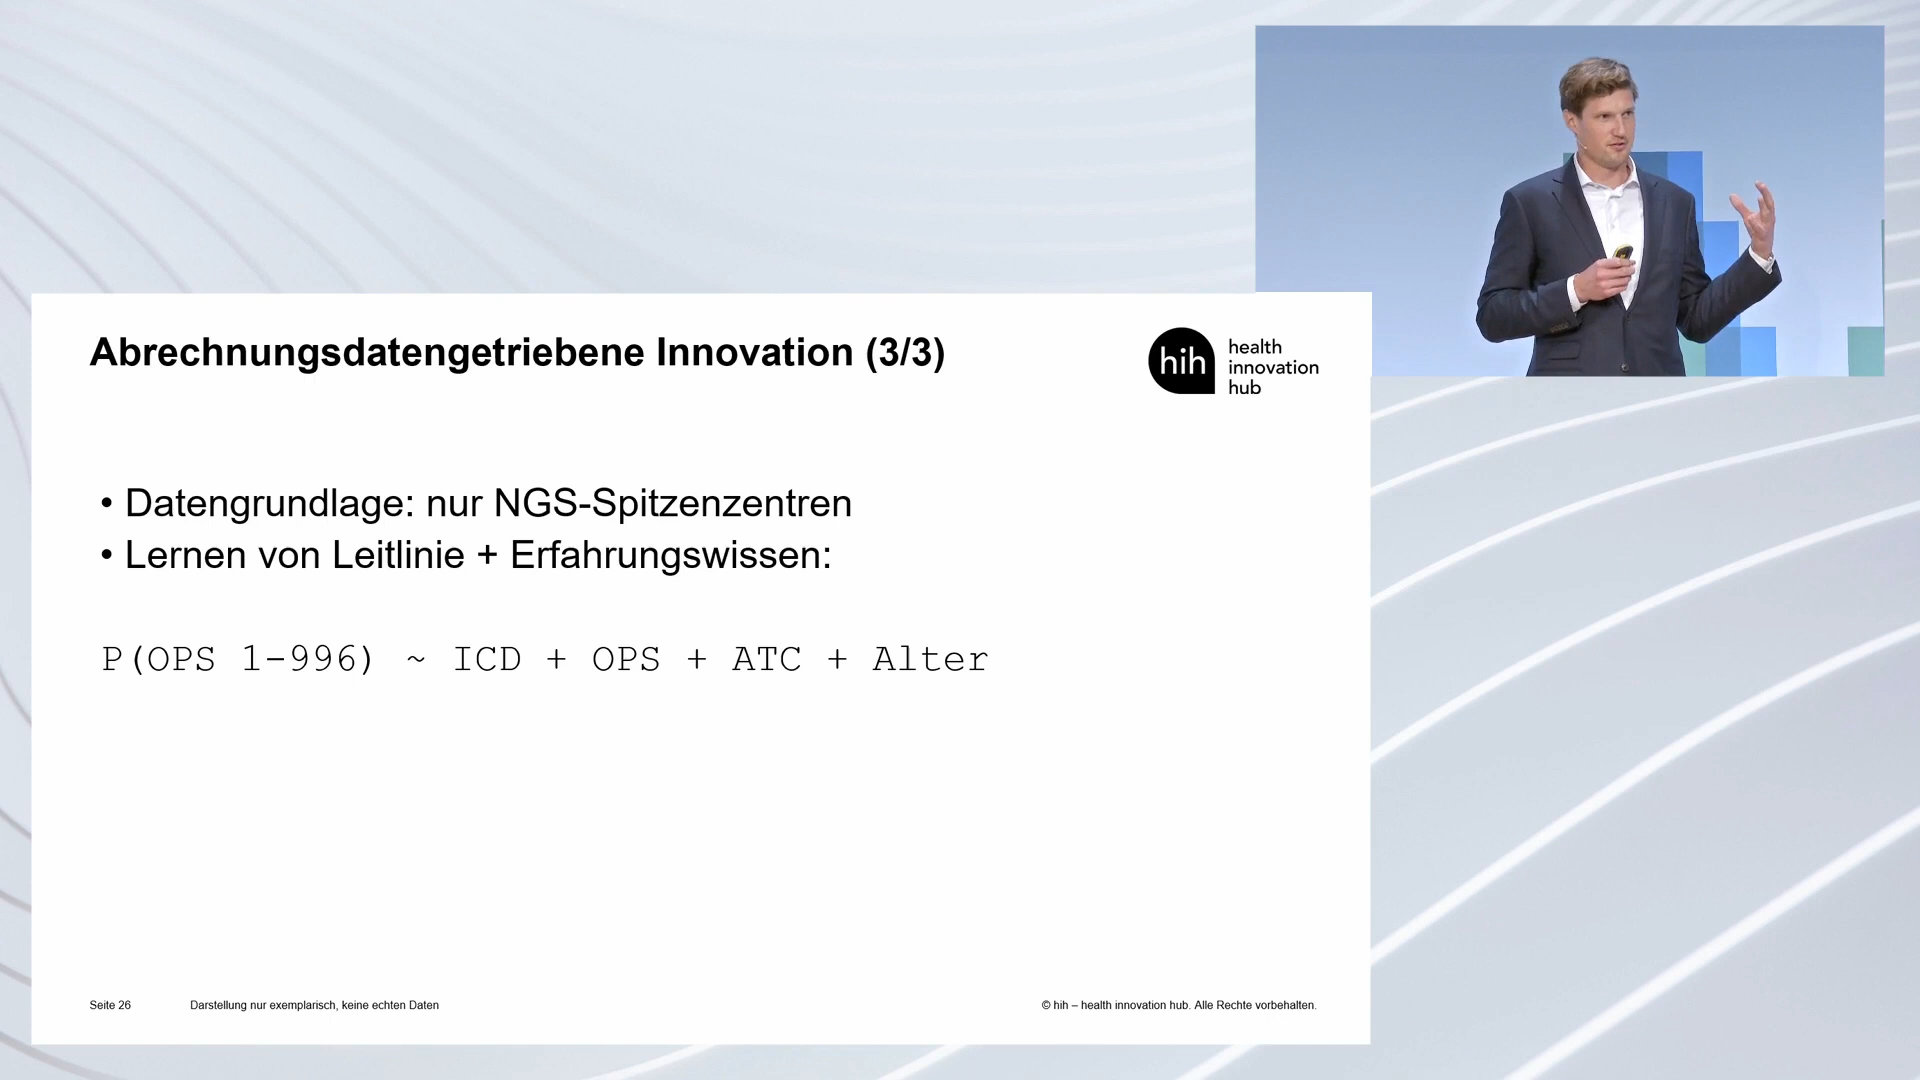 Abrechnungsdatengetriebene Innovation (3/3)
hih
health
innovation
hub
• Datengrundlage: nur NGS-Spitzenzentren
• Lernen von Leitlinie + Erfahrungswissen:
P(OPS 1-996) ~ ICD + OPS + ATC + Alter
Seite 26
Darstellung nur exemplarisch, keine echten Daten
© hih – health innovation hub. Alle Rechte vorbehalten.